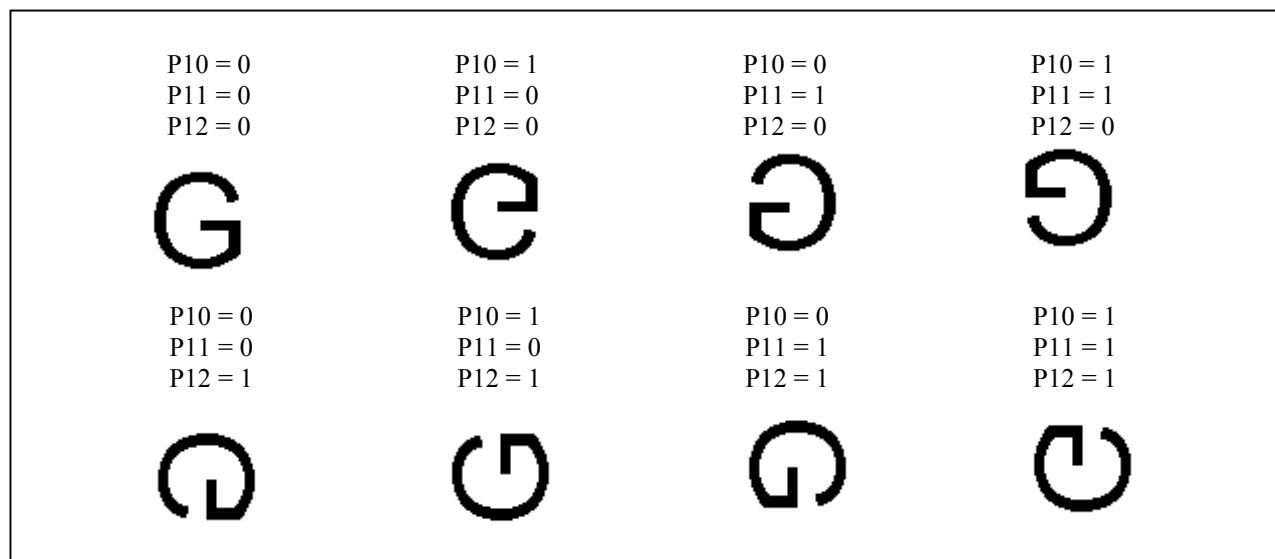 P10 = 0 P10 = 1 P10 = 0 P10 = 1
P11 = 0 P11 = 0 P11 = 1 P11 = 1
P12 = 0 P12 = 0 P12 = 0 P12 = 0
G G G G
P10 = 0 P10 = 1 P10 = 0 P10 = 1
P11 = 0 P11 = 0 P11 = 1 P11 = 1
P12 = 1 P12 = 1 P12 = 1 P12 = 1
G G G G